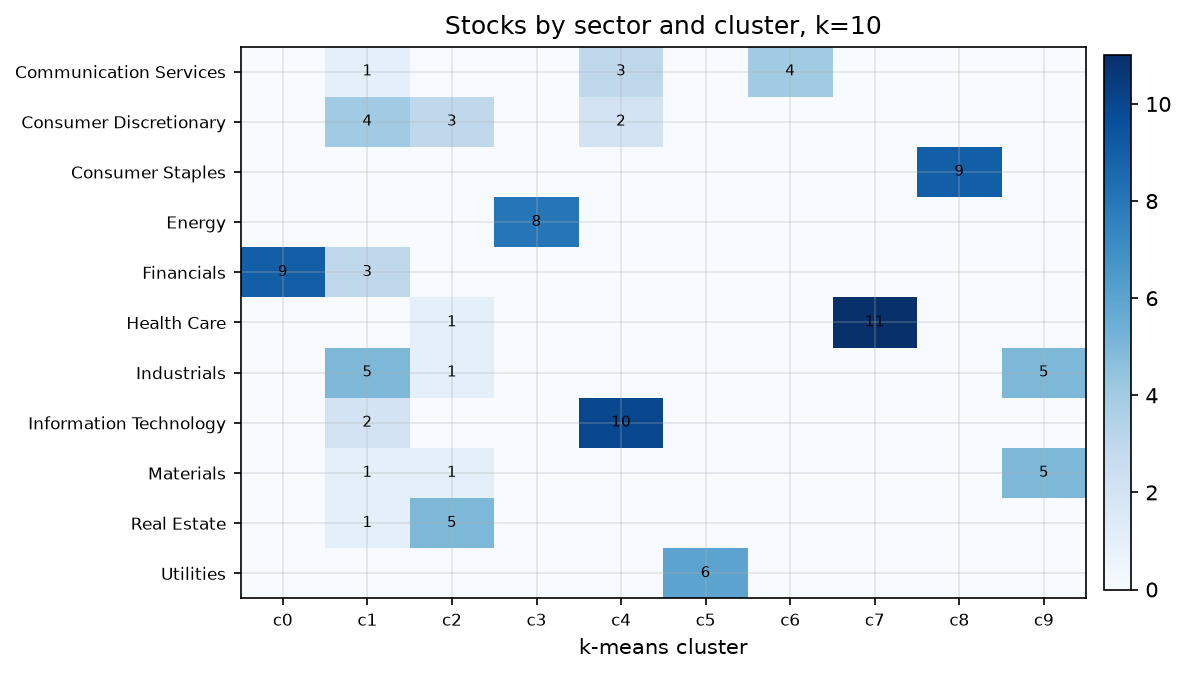 Stocks by sector and cluster, k=10
Communication Services 1 3 4
Consumer Discretionary 4 3 2
Consumer Staples 9
Energy 8
Financials 9 3
Health Care 1 11
Industrials 5 1 5
Information Technology 2 10
Materials 1 1 5
Real Estate 1 5
Utilities 6
c0 c1 c2 c3 c4 c5 c6 c7 c8 c9
k-means cluster
10
8
6
4
2
0